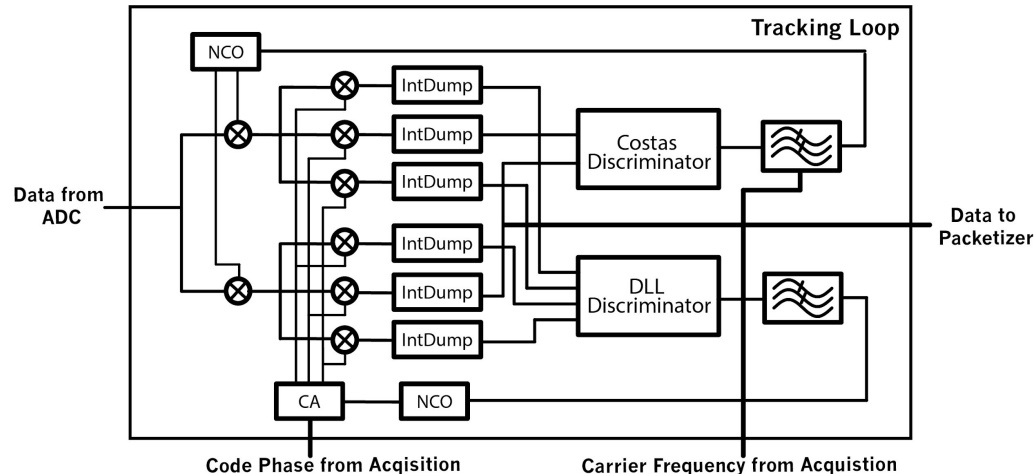 Tracking Loop
NCO
IntDump
IntDump
Costas
Discriminator
IntDump
Data from
ADC
Data to
Packetizer
IntDump
IntDump
DLL
Discriminator
IntDump
CA
NCO
Code Phase from Acqisition
Carrier Frequency from Acquistion